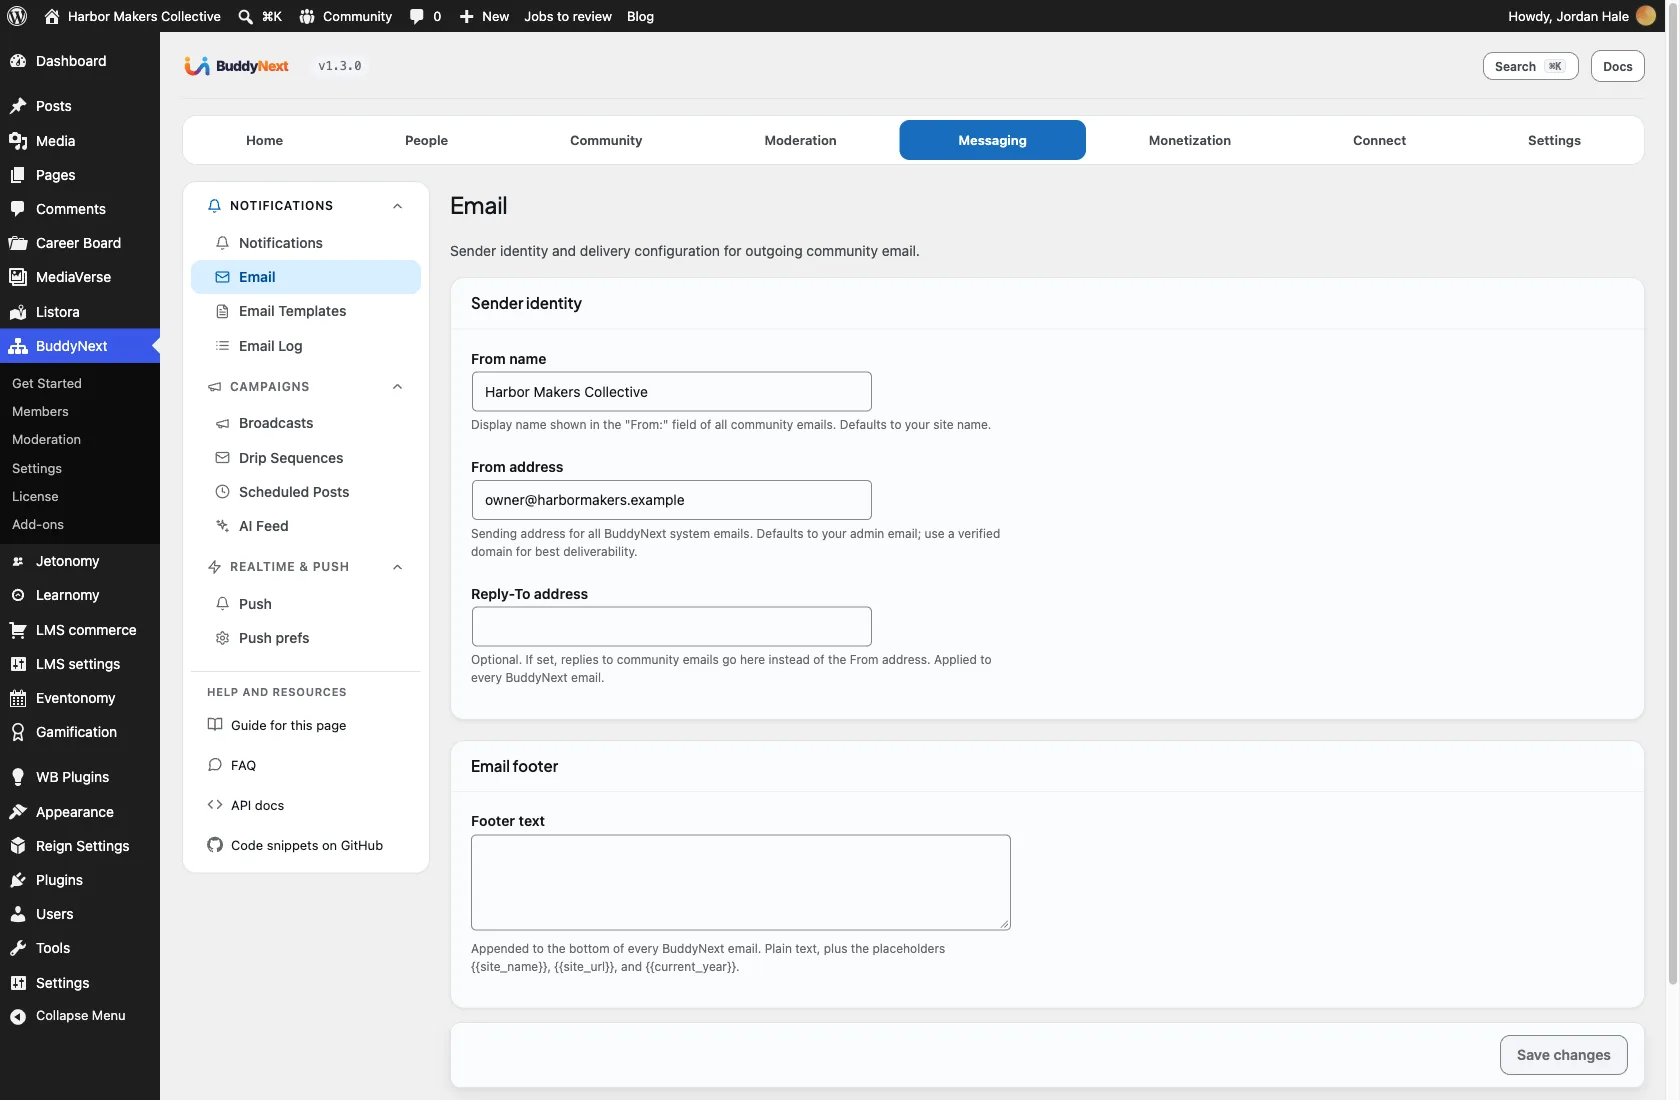 Harbor Makers Collective
⌘K
Community
0
New
Jobs to review
Blog
Howdy, Jordan Hale
Dashboard
Posts
Media
Pages
Comments
Career Board
MediaVerse
Listora
BuddyNext
Get Started
Members
Moderation
Settings
License
Add-ons
Jetonomy
Learnomy
LMS commerce
LMS settings
Eventonomy
Gamification
WB Plugins
Appearance
Reign Settings
Plugins
Users
Tools
Settings
Collapse Menu
BuddyNext
v1.3.0
Search ⌘K
Docs
Home
People
Community
Moderation
Messaging
Monetization
Connect
Settings
NOTIFICATIONS
Notifications
Email
Email Templates
Email Log
CAMPAIGNS
Broadcasts
Drip Sequences
Scheduled Posts
AI Feed
REALTIME & PUSH
Push
Push prefs
HELP AND RESOURCES
Guide for this page
FAQ
API docs
Code snippets on GitHub
Email
Sender identity and delivery configuration for outgoing community email.
Sender identity
From name
Harbor Makers Collective
Display name shown in the "From:" field of all community emails. Defaults to your site name.
From address
owner@harbormakers.example
Sending address for all BuddyNext system emails. Defaults to your admin email; use a verified
domain for best deliverability.
Reply-To address
Optional. If set, replies to community emails go here instead of the From address. Applied to
every BuddyNext email.
Email footer
Footer text
Appended to the bottom of every BuddyNext email. Plain text, plus the placeholders
{{site_name}}, {{site_url}}, and {{current_year}}.
Save changes